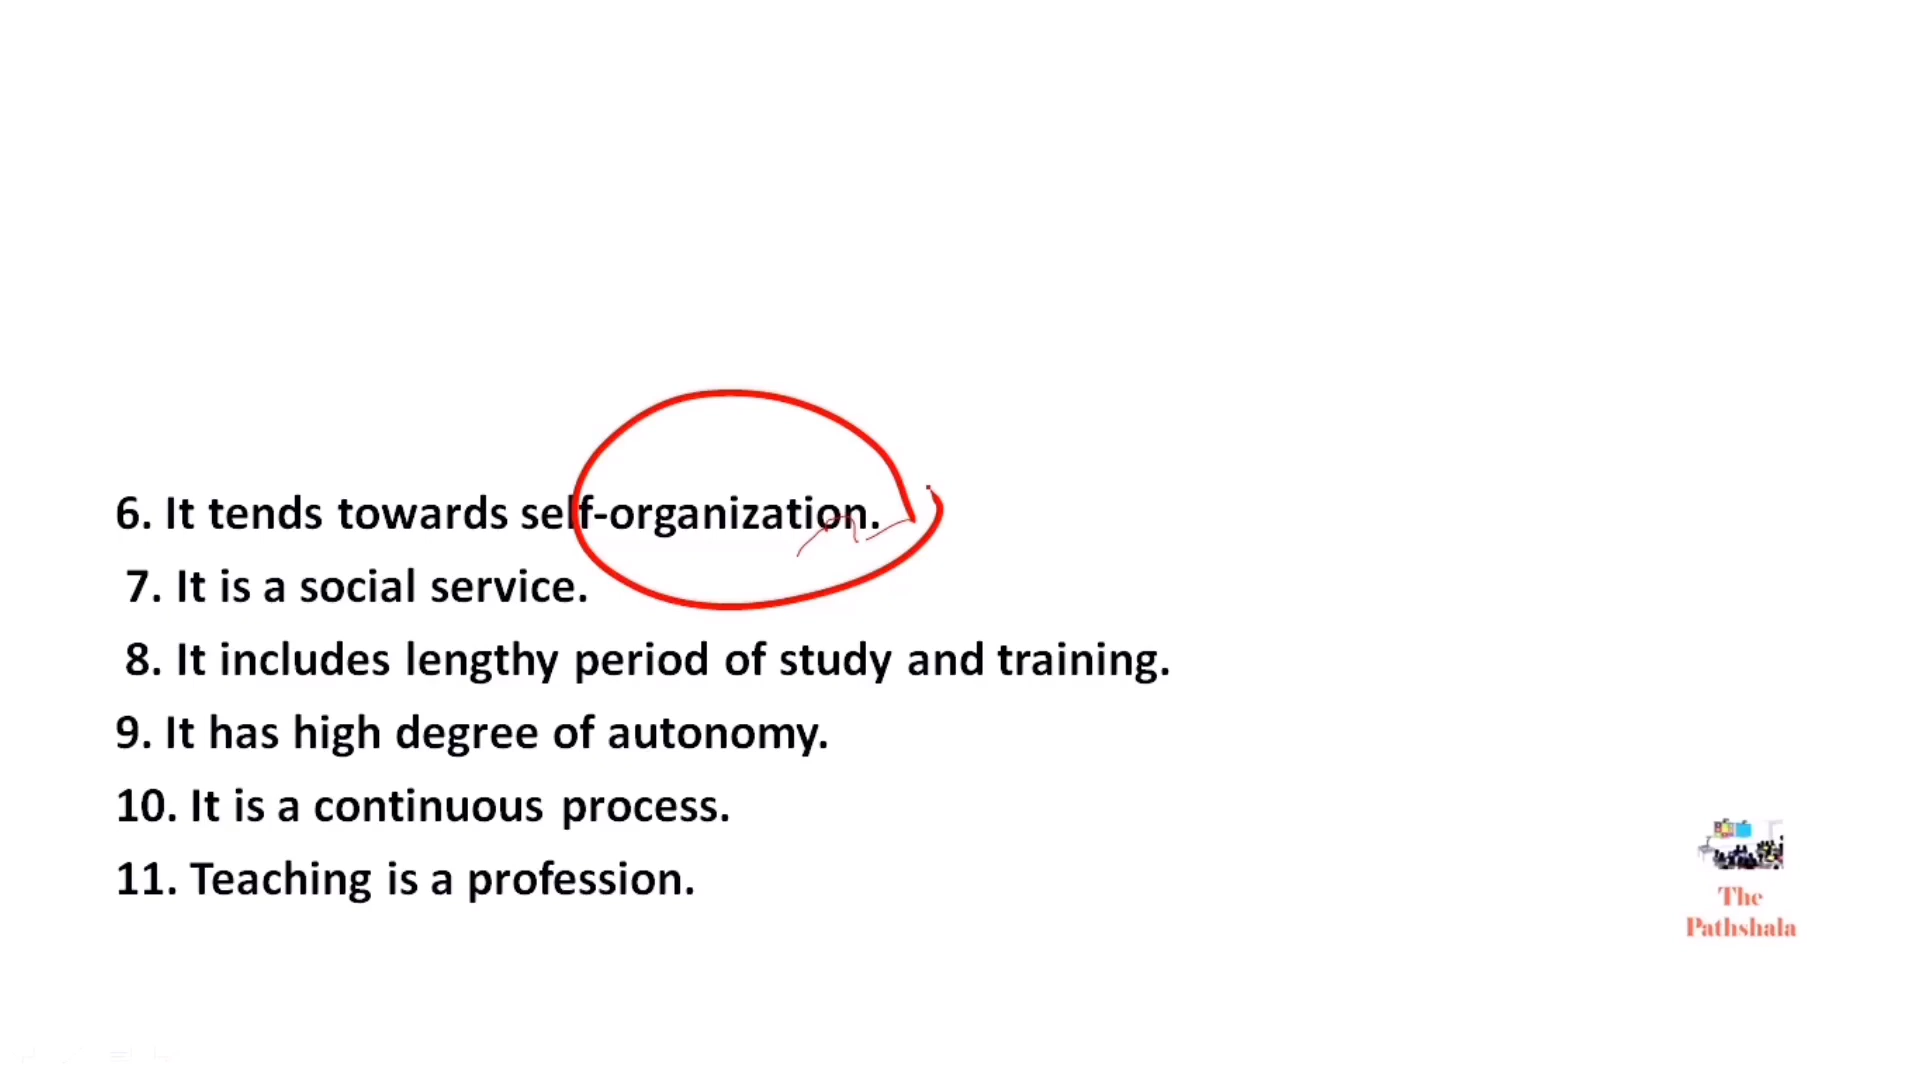 6. It tends towards self-organization.
7. It is a social service.
8. It includes lengthy period of study and training.
9. It has high degree of autonomy.
10. It is a continuous process.
11. Teaching is a profession.
The
Pathshala